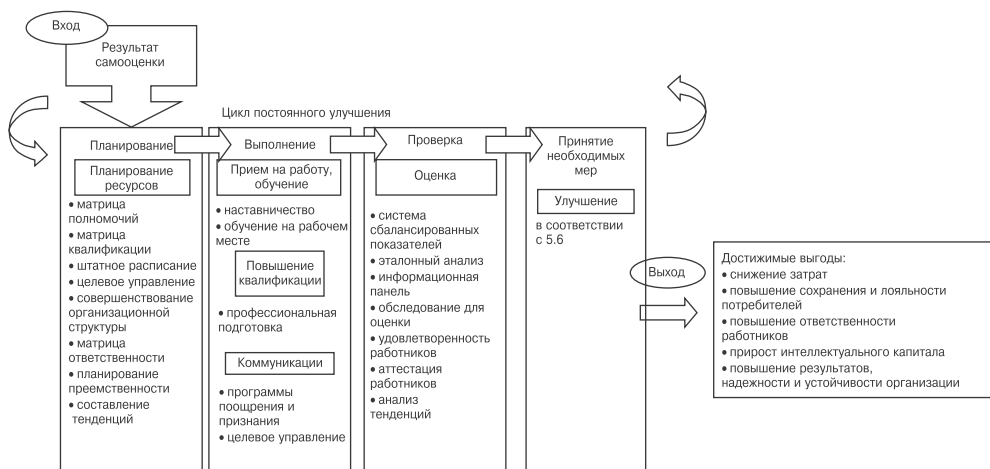 Вход
Результат
самооценки
Цикл постоянного улучшения
Планирование
Планирование
ресурсов
• матрица
полномочий
• матрица
квалификации
• штатное расписание
• целевое управление
• совершенствование
организационной
структуры
• матрица
ответственности
• планирование
преемственности
• составление
тенденций
Выполнение
Прием на работу,
обучение
• наставничество
• обучение на рабочем
месте
Повышение
квалификации
• профессиональная
подготовка
Коммуникации
• программы
поощрения и
признания
• целевое управление
Проверка
Оценка
• система
сбалансированных
показателей
• эталонный анализ
• информационная
панель
• обследование для
оценки
• удовлетворенность
работников
• аттестация
работников
• анализ
тенденций
Принятие
необходимых
мер
Улучшение
в соответствии
с 5.6
Выход
Достижимые выгоды:
• снижение затрат
• повышение сохранения и лояльности
потребителей
• повышение ответственности
работников
• прирост интеллектуального капитала
• повышение результатов,
надежности и устойчивости организации